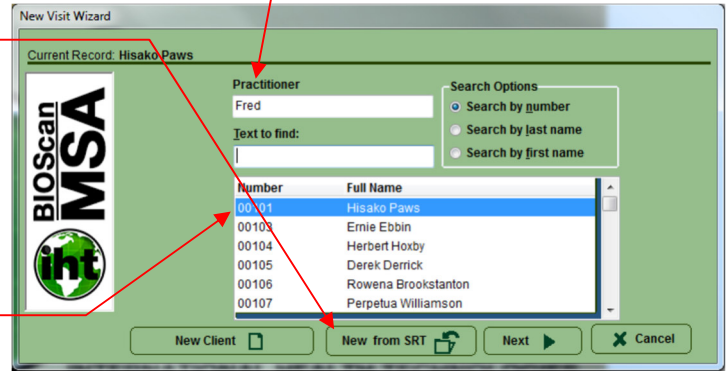 New Visit Wizard
Current Record: Hisako Paws
BIOScan
MSA
iht
Practitioner
Fred
Text to find:
Search Options
Search by number
Search by last name
Search by first name
Number Full Name
00101 Hisako Paws
00103 Ernie Ebbin
00104 Herbert Hoxby
00105 Derek Derrick
00106 Rowena Brookstanton
00107 Perpetua Williamson
New Client New from SRT Next Cancel